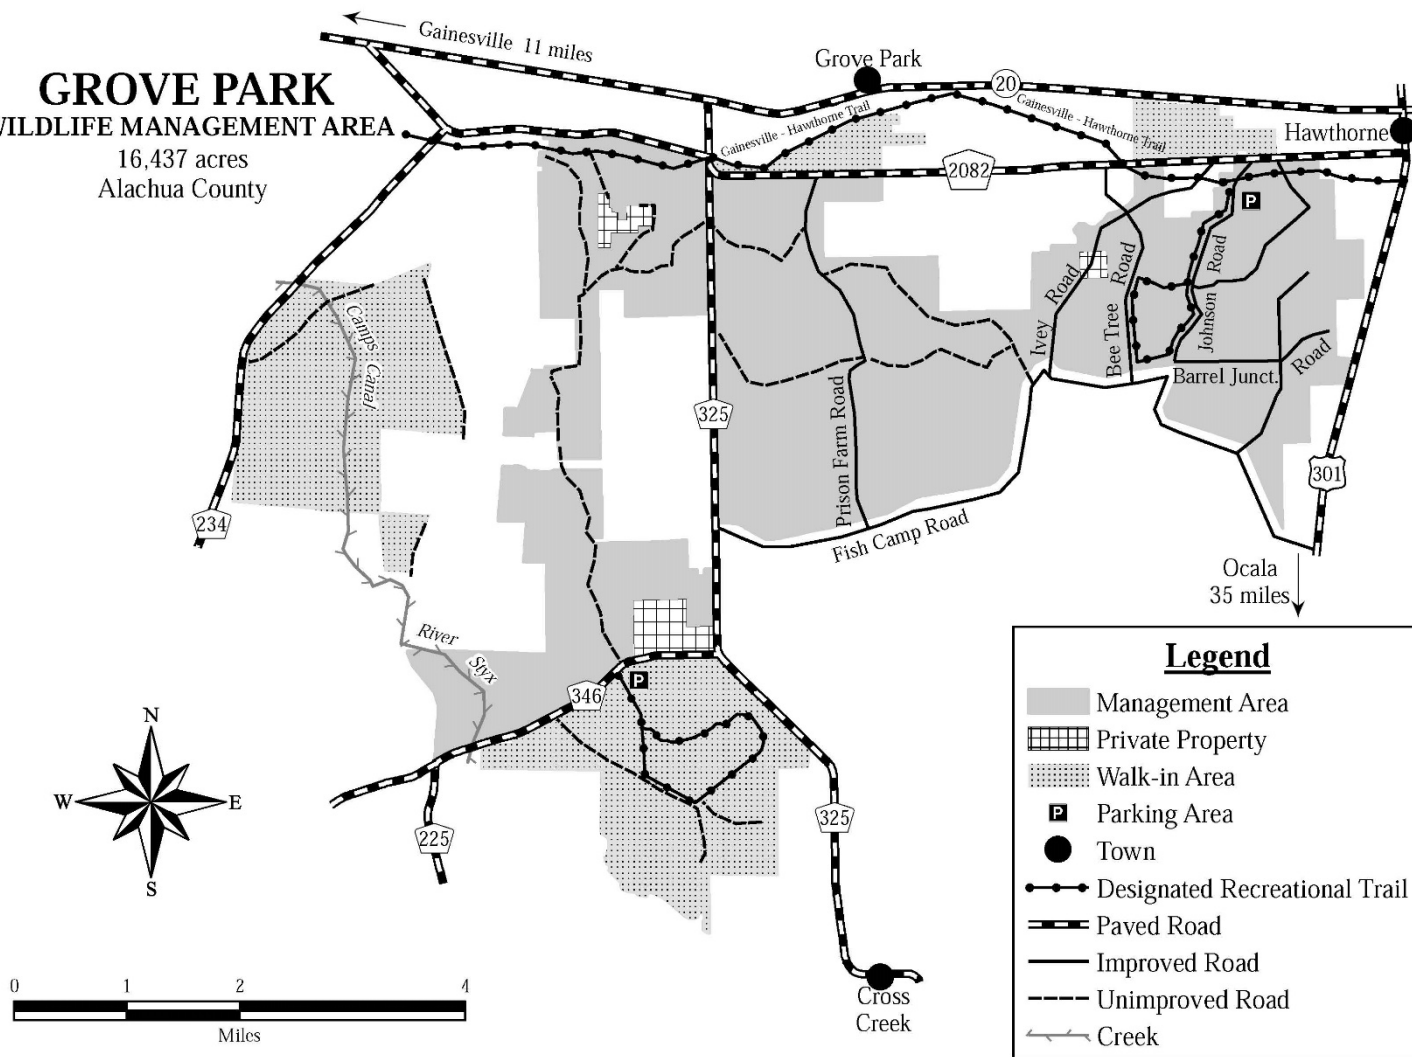 Gainesville 11 miles
GROVE PARK
WILDLIFE MANAGEMENT AREA
16,437 acres
Alachua County
Grove Park
20
Gainesville - Hawthorne Trail
Gainesville - Hawthorne Trail
Hawthorne
2082
P
Camps Canal
Ivey Road
Bee Tree Road
Johnson Road
Barrel Junct. Road
325
Prison Farm Road
Fish Camp Road
301
234
Ocala
35 miles
River Styx
346
P
325
225
Cross
Creek
N
W
E
S
0 1 2 4
Miles
Legend
Management Area
Private Property
Walk-in Area
P Parking Area
Town
Designated Recreational Trail
Paved Road
Improved Road
Unimproved Road
Creek